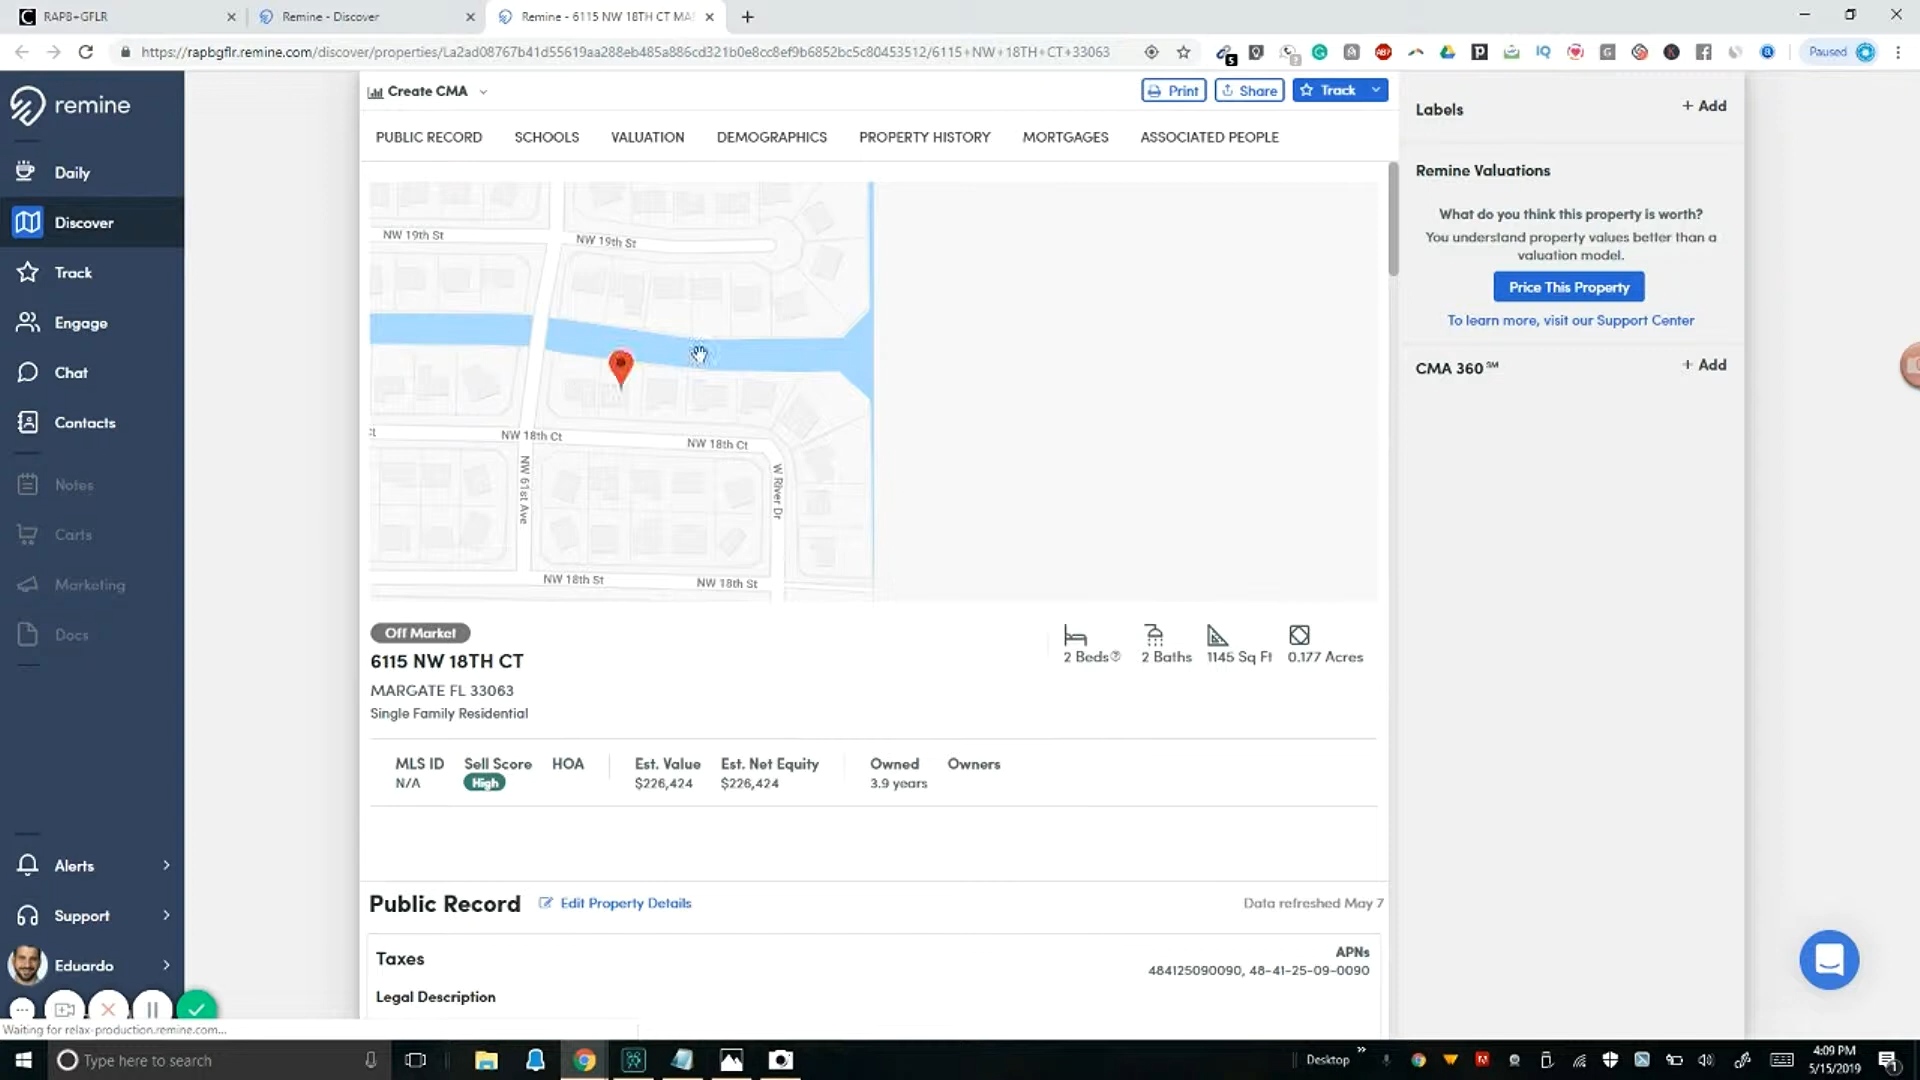 RAPB+GFLR
Remine - Discover
Remine - 6115 NW 18TH CT MA
https://rapbgflr.remine.com/discover/properties/La2ad08767b41d55619aa288eb485a886cd321b0e8cc8ef9b6852bc5c80453512/6115+NW+18TH+CT+33063
Paused
remine
Daily
Discover
Track
Engage
Chat
Contacts
Notes
Carts
Marketing
Docs
Alerts
Support
Eduardo
Create CMA
Print
Share
Track
PUBLIC RECORD
SCHOOLS
VALUATION
DEMOGRAPHICS
PROPERTY HISTORY
MORTGAGES
ASSOCIATED PEOPLE
NW 19th St
NW 19th St
NW 18th Ct
NW 18th Ct
NW 61st Ave
W River Dr
NW 18th St
NW 18th St
Off Market
6115 NW 18TH CT
MARGATE FL 33063
Single Family Residential
2 Beds
2 Baths
1145 Sq Ft
0.177 Acres
MLS ID
N/A
Sell Score
High
HOA
Est. Value
$226,424
Est. Net Equity
$226,424
Owned
3.9 years
Owners
Public Record
Edit Property Details
Data refreshed May 7
Taxes
APNs
484125090090, 48-41-25-09-0090
Legal Description
Labels
+ Add
Remine Valuations
What do you think this property is worth?
You understand property values better than a
valuation model.
Price This Property
To learn more, visit our Support Center
CMA 360℠
+ Add
Waiting for relax-production.remine.com...
Type here to search
Desktop
4:09 PM
5/15/2019